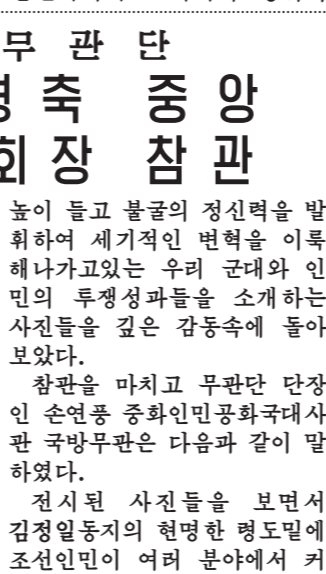 무 관 단
경축 중앙
회장 참관
높이 들고 불굴의 정신력을 발
휘하여 세기적인 변혁을 이룩
해나가고있는 우리 군대와 인
민의 투쟁성과들을 소개하는
사진들을 깊은 감동속에 돌아
보았다.
참관을 마치고 무관단 단장
인 손연풍 중화인민공화국대사
관 국방무관은 다음과 같이 말
하였다.
전시된 사진들을 보면서
김정일동지의 현명한 령도밑에
조선인민이 여러 분야에서 커